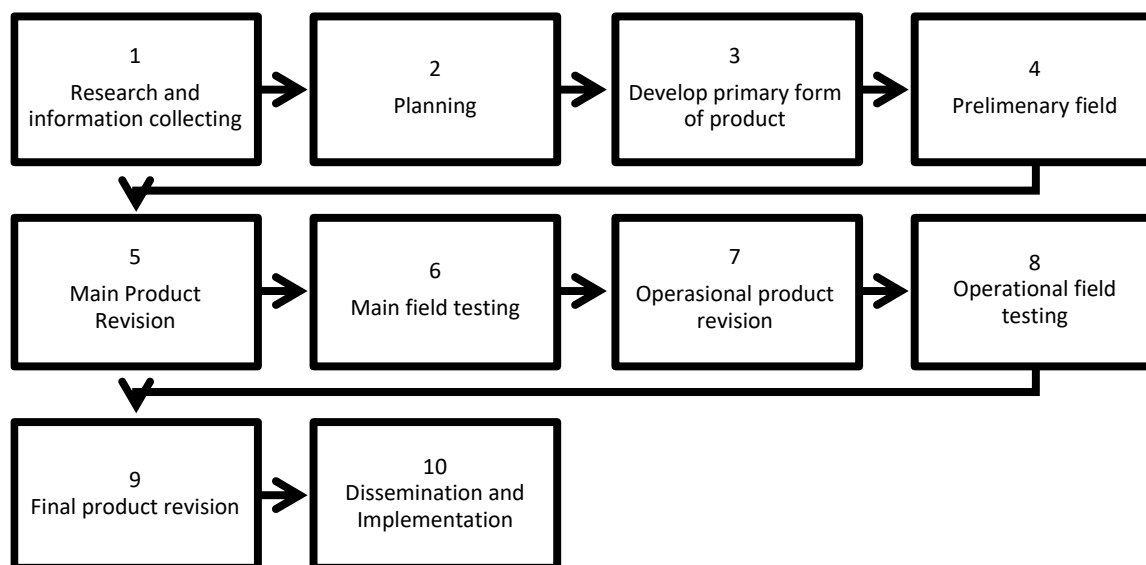 1
Research and
information collecting
2
Planning
3
Develop primary form
of product
4
Prelimenary field
5
Main Product
Revision
6
Main field testing
7
Operasional product
revision
8
Operational field
testing
9
Final product revision
10
Dissemination and
Implementation